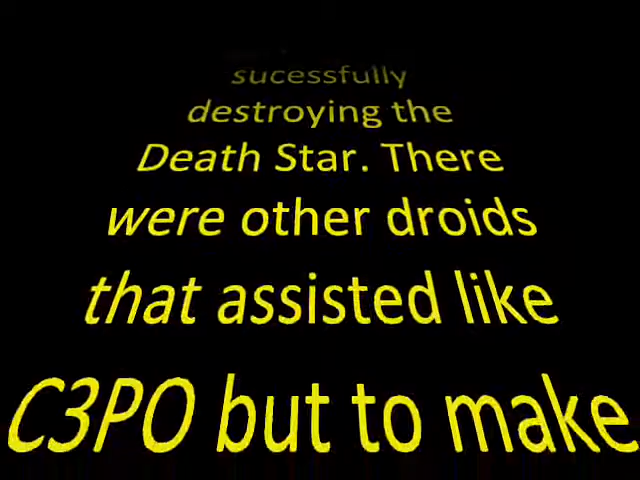 sucessfully
destroying the
Death Star. There
were other droids
that assisted like
C3PO but to make